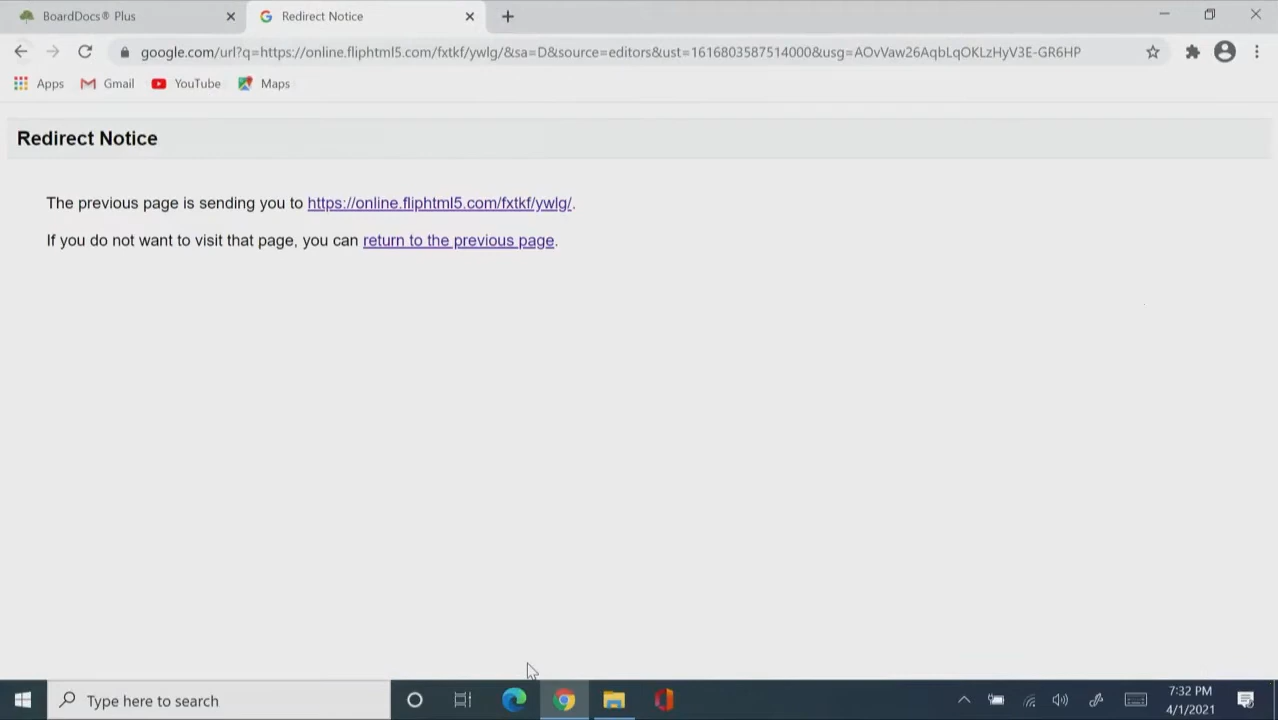 BoardDocs® Plus
Redirect Notice
google.com/url?q=https://online.fliphtml5.com/fxtkf/ywlg/&sa=D&source=editors&ust=1616803587514000&usg=AOvVaw26AqbLqOKLzHyV3E-GR6HP
Apps Gmail YouTube Maps
Redirect Notice
The previous page is sending you to https://online.fliphtml5.com/fxtkf/ywlg/.
If you do not want to visit that page, you can return to the previous page.
Type here to search
7:32 PM
4/1/2021